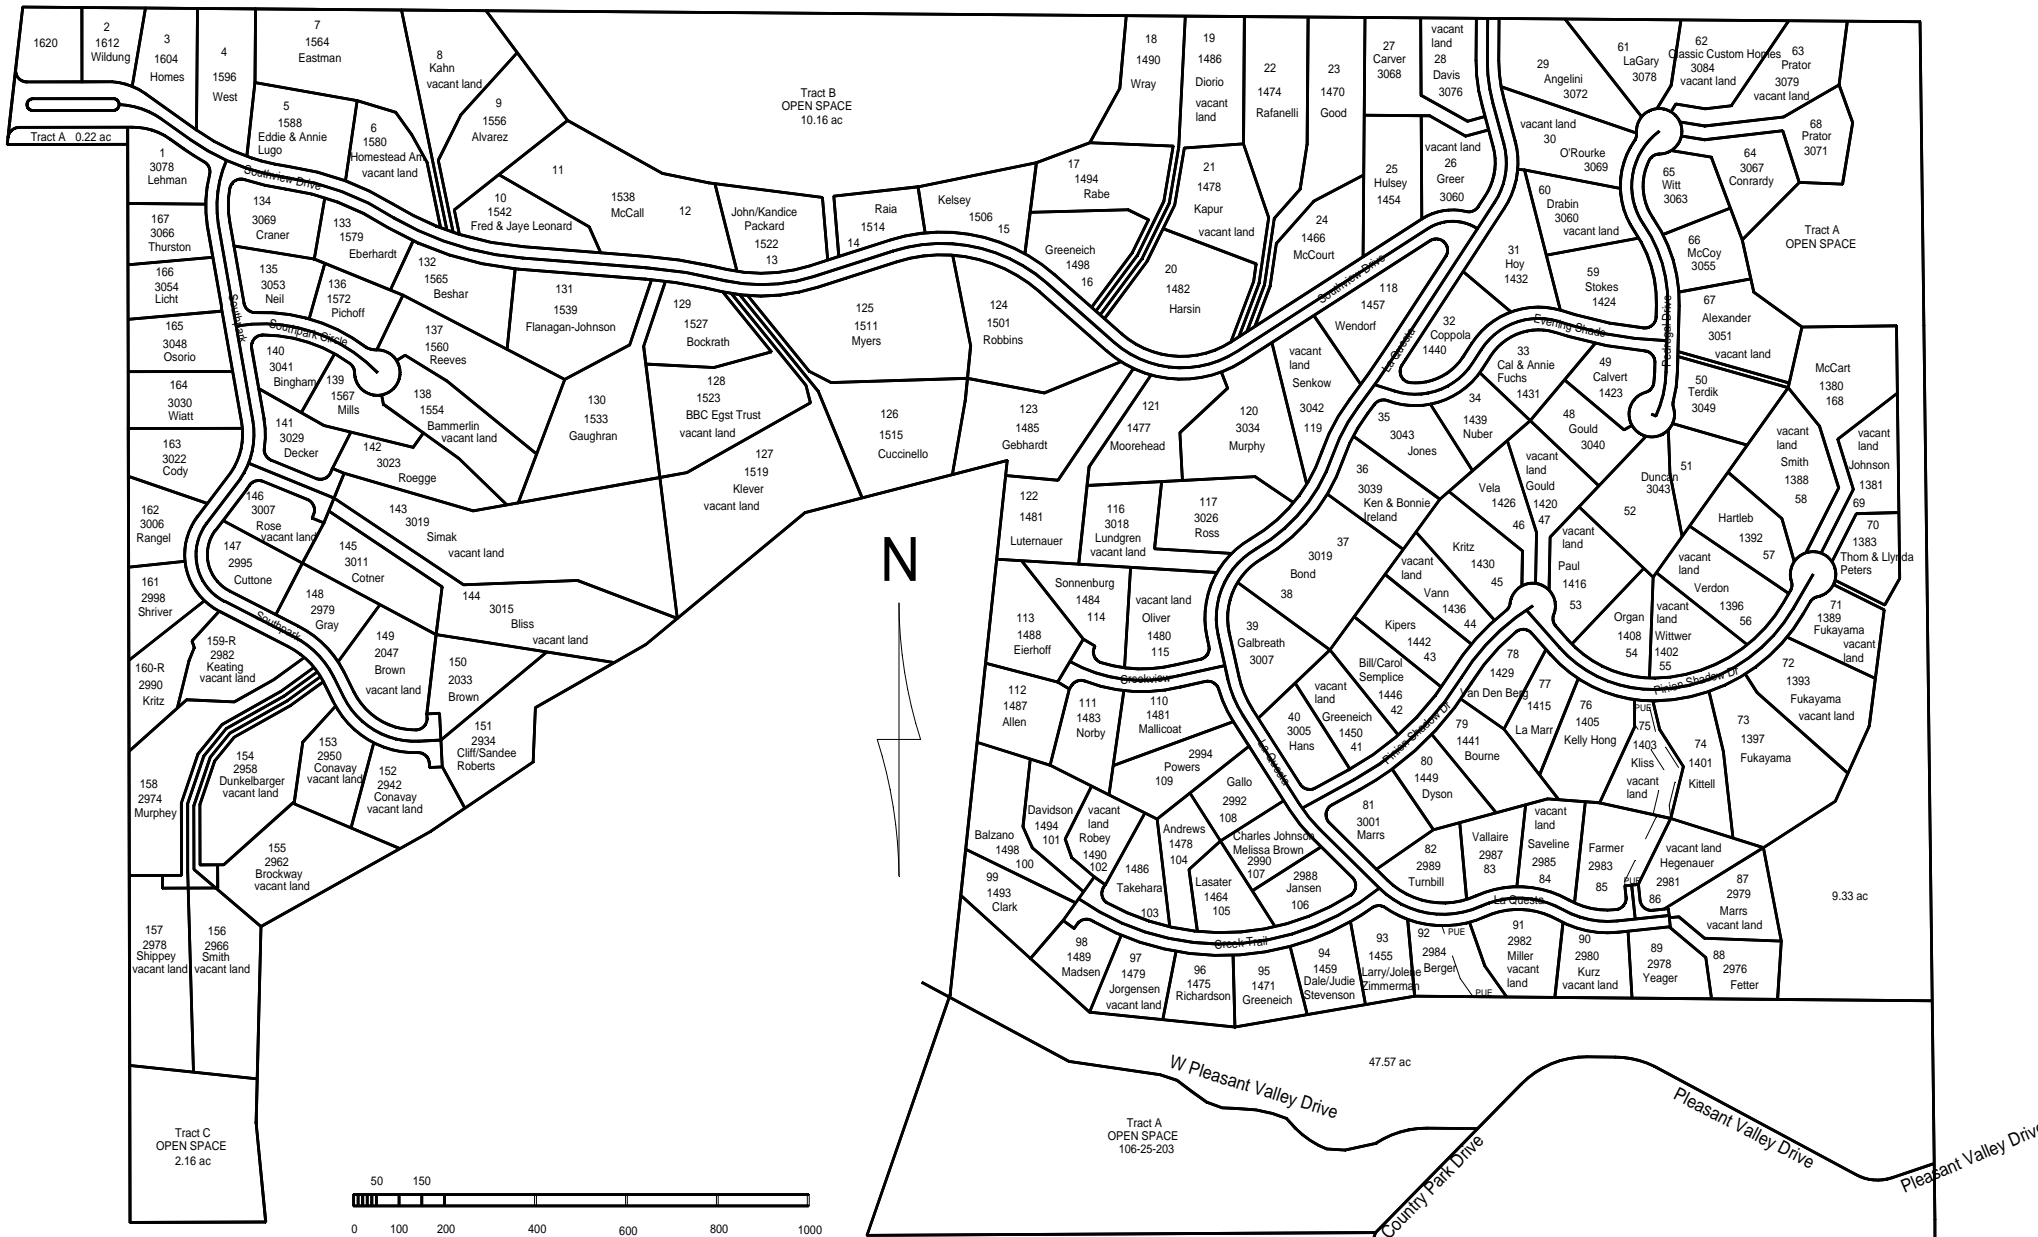 1620
2
1612
Wildung
3
1604
Homes
4
1596
West
7
1564
Eastman
8
Kahn
vacant land
9
1556
Alvarez
5
1588
Eddie & Annie
Lugo
6
1580
Homestead Am
vacant land
Tract A 0.22 ac
Tract B
OPEN SPACE
10.16 ac
18
1490
Wray
19
1486
Diorio
vacant
land
22
1474
Rafanelli
23
1470
Good
27
Carver
3068
vacant
land
28
Davis
3076
29
Angelini
3072
61
LaGary
3078
62
Classic Custom Homes
3084
vacant land
63
Prator
3079
vacant land
68
Prator
3071
1
3078
Lehman
Southview Drive
10
1542
Fred & Jaye Leonard
11
1538
McCall
12
John/Kandice
Packard
1522
13
Raia
1514
14
Kelsey
1506
15
17
1494
Rabe
Greeneich
1498
16
21
1478
Kapur
vacant land
20
1482
Harsin
24
1466
McCourt
25
Hulsey
1454
vacant land
26
Greer
3060
vacant land
30
O'Rourke
3069
60
Drabin
3060
vacant land
65
Witt
3063
64
3067
Conrardy
66
McCoy
3055
Tract A
OPEN SPACE
167
3066
Thurston
134
3069
Craner
133
1579
Eberhardt
166
3054
Licht
135
3053
Neil
136
1572
Pichoff
132
1565
Beshar
131
1539
Flanagan-Johnson
129
1527
Bockrath
125
1511
Myers
124
1501
Robbins
Southview Drive
118
1457
Wendorf
31
Hoy
1432
59
Stokes
1424
67
Alexander
3051
vacant land
Pedregal Drive
Evening Shade
32
Coppola
1440
La Questa
165
3048
Osorio
Southpark
Southpark Circle
137
1560
Reeves
140
3041
Bingham
139
1567
Mills
138
1554
Bammerlin
vacant land
164
3030
Wiatt
141
3029
Decker
142
3023
Roegge
130
1533
Gaughran
128
1523
BBC Egst Trust
vacant land
127
1519
Klever
vacant land
126
1515
Cuccinello
123
1485
Gebhardt
121
1477
Moorehead
120
3034
Murphy
vacant
land
Senkow
3042
119
33
Cal & Annie
Fuchs
1431
49
Calvert
1423
50
Terdik
3049
McCart
1380
168
34
1439
Nuber
48
Gould
3040
35
3043
Jones
163
3022
Cody
162
3006
Rangel
146
3007
Rose
vacant land
143
3019
Simak
vacant land
147
2995
Cuttone
145
3011
Cotner
122
1481
Luternauer
116
3018
Lundgren
vacant land
117
3026
Ross
36
3039
Ken & Bonnie
Ireland
Vela
1426
46
vacant
land
Gould
1420
47
51
Duncan
3043
52
vacant
land
Smith
1388
58
vacant
land
Johnson
1381
69
70
1383
Thom & Llynda
Peters
Hartleb
1392
57
37
3019
Bond
38
vacant
land
Vann
1436
44
Kritz
1430
45
vacant
land
Paul
1416
53
vacant
land
Verdon
1396
56
N
161
2998
Shriver
148
2979
Gray
144
3015
Bliss
vacant land
Southpark
159-R
2982
Keating
vacant land
160-R
2990
Kritz
149
2047
Brown
vacant land
150
2033
Brown
151
2934
Cliff/Sandee
Roberts
Sonnenburg
1484
114
vacant land
Oliver
1480
115
113
1488
Eierhoff
Creekview
39
Galbreath
3007
Kipers
1442
43
Bill/Carol
Semplice
1446
42
78
1429
Van Den Berg
Organ
1408
54
vacant
land
Wittwer
1402
55
71
1389
Fukayama
vacant
land
72
1393
Fukayama
vacant land
Pinion Shadow Dr
112
1487
Allen
111
1483
Norby
110
1481
Mallicoat
vacant
land
Greeneich
1450
41
40
3005
Hans
La Questa
Pinion Shadow Dr
77
1415
La Marr
76
1405
Kelly Hong
PUE
75
1403
Kliss
vacant
land
74
1401
Kittell
73
1397
Fukayama
79
1441
Bourne
80
1449
Dyson
158
2974
Murphey
154
2958
Dunkelbarger
vacant land
153
2950
Conavay
vacant land
152
2942
Conavay
vacant land
2994
Powers
109
Gallo
2992
108
81
3001
Marrs
Davidson
1494
101
vacant
land
Robey
1490
102
Balzano
1498
100
Andrews
1478
104
Charles Johnson
Melissa Brown
2990
107
82
2989
Turnbill
Vallaire
2987
83
vacant
land
Saveline
2985
84
Farmer
2983
85
PUE
vacant land
Hegenauer
2981
86
87
2979
Marrs
vacant land
9.33 ac
155
2962
Brockway
vacant land
99
1493
Clark
1486
Takehara
103
Lasater
1464
105
2988
Jansen
106
La Questa
Creek Trail
157
2978
Shippey
vacant land
156
2966
Smith
vacant land
98
1489
Madsen
97
1479
Jorgensen
vacant land
96
1475
Richardson
95
1471
Greeneich
94
1459
Dale/Judie
Stevenson
93
1455
Larry/Jolene
Zimmerman
92
2984
Berger
PUE
PUE
91
2982
Miller
vacant
land
90
2980
Kurz
vacant land
89
2978
Yeager
88
2976
Fetter
47.57 ac
W Pleasant Valley Drive
Tract A
OPEN SPACE
106-25-203
Country Park Drive
Pleasant Valley Drive
Pleasant Valley Drive
Tract C
OPEN SPACE
2.16 ac
50 150
0 100 200 400 600 800 1000